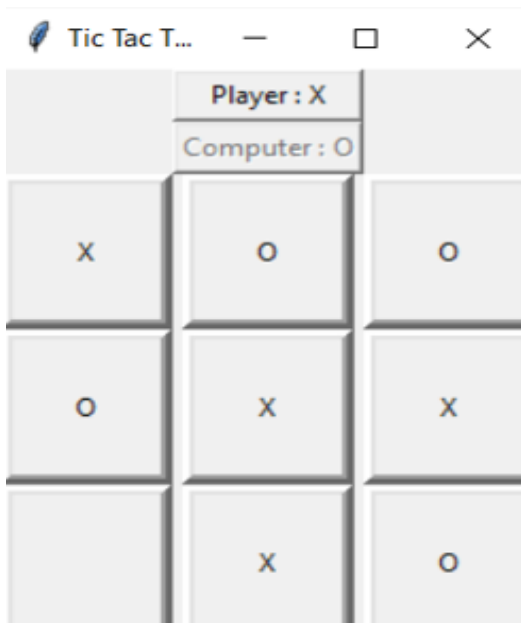 Tic Tac T...
Player : X
Computer : O
X O O
O X X
X O